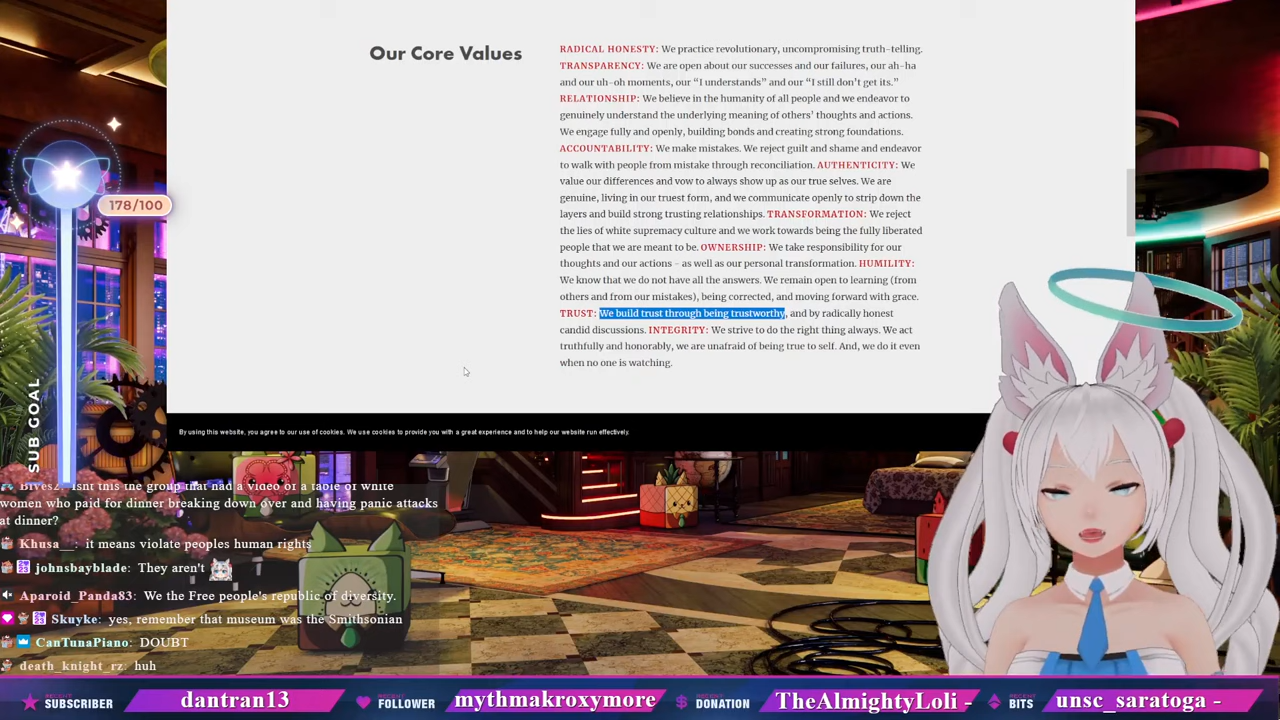 Our Core Values
RADICAL HONESTY: We practice revolutionary, uncompromising truth-telling.
TRANSPARENCY: We are open about our successes and our failures, our ah-ha
and our uh-oh moments, our “I understands” and our “I still don’t get its.”
RELATIONSHIP: We believe in the humanity of all people and we endeavor to
genuinely understand the underlying meaning of others’ thoughts and actions.
We engage fully and openly, building bonds and creating strong foundations.
ACCOUNTABILITY: We make mistakes. We reject guilt and shame and endeavor
to walk with people from mistake through reconciliation. AUTHENTICITY: We
value our differences and vow to always show up as our true selves. We are
genuine, living in our truest form, and we communicate openly to strip down the
layers and build strong trusting relationships. TRANSFORMATION: We reject
the lies of white supremacy culture and we work towards being the fully liberated
people that we are meant to be. OWNERSHIP: We take responsibility for our
thoughts and our actions – as well as our personal transformation. HUMILITY:
We know that we do not have all the answers. We remain open to learning (from
others and from our mistakes), being corrected, and moving forward with grace.
TRUST: We build trust through being trustworthy, and by radically honest
candid discussions. INTEGRITY: We strive to do the right thing always. We act
truthfully and honorably, we are unafraid of being true to self. And, we do it even
when no one is watching.
By using this website, you agree to our use of cookies. We use cookies to provide you with a great experience and to help our website run effectively.
178/100
SUB GOAL
Isnt this the group that had a video of a table of white
women who paid for dinner breaking down over and having panic attacks
at dinner?
Khusa__: it means violate peoples human rights
johnsbayblade: They aren't
Aparoid_Panda83: We the Free people's republic of diversity.
Skuyke: yes, remember that museum was the Smithsonian
CanTunaPiano: DOUBT
death_knight_rz: huh
RECENT SUBSCRIBER dantran13 RECENT FOLLOWER mythmakroxymore RECENT DONATION TheAlmightyLoli - RECENT BITS unsc_saratoga -